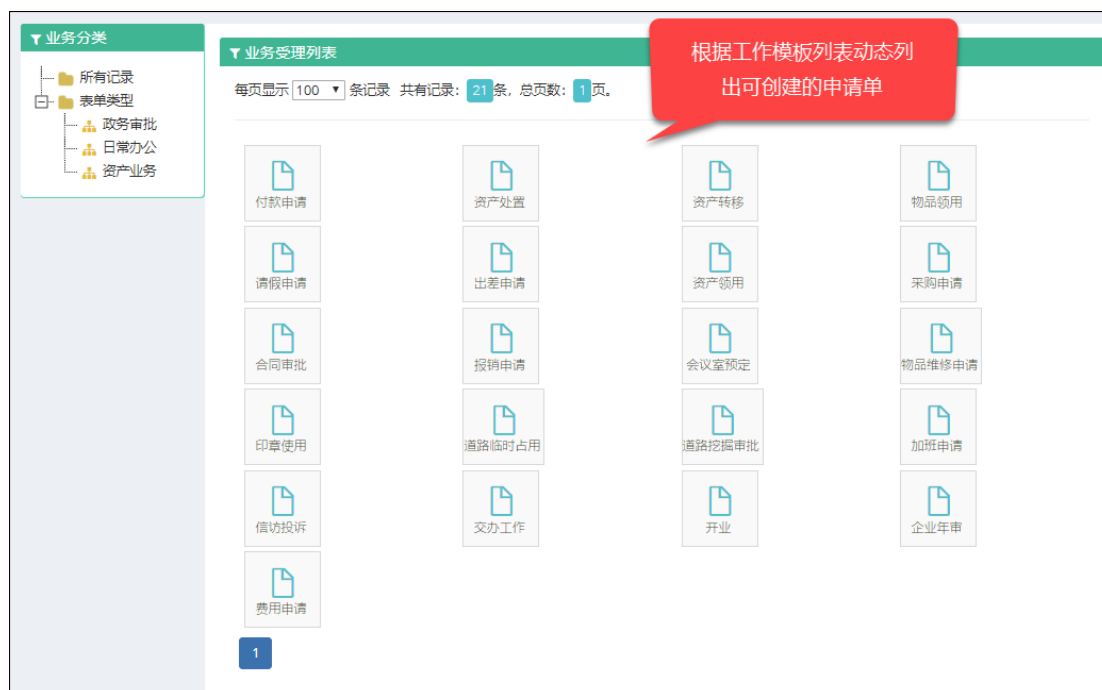 业务分类
所有记录
表单类型
政务审批
日常办公
资产业务
业务受理列表
根据工作模板列表动态列
出可创建的申请单
每页显示 100 条记录 共有记录: 21 条, 总页数: 1 页。
付款申请 资产处置 资产转移 物品领用
请假申请 出差申请 资产领用 采购申请
合同审批 报销申请 会议室预定 物品维修申请
印章使用 道路临时占用 道路挖掘审批 加班申请
信访投诉 交办工作 开业 企业年审
费用申请
1